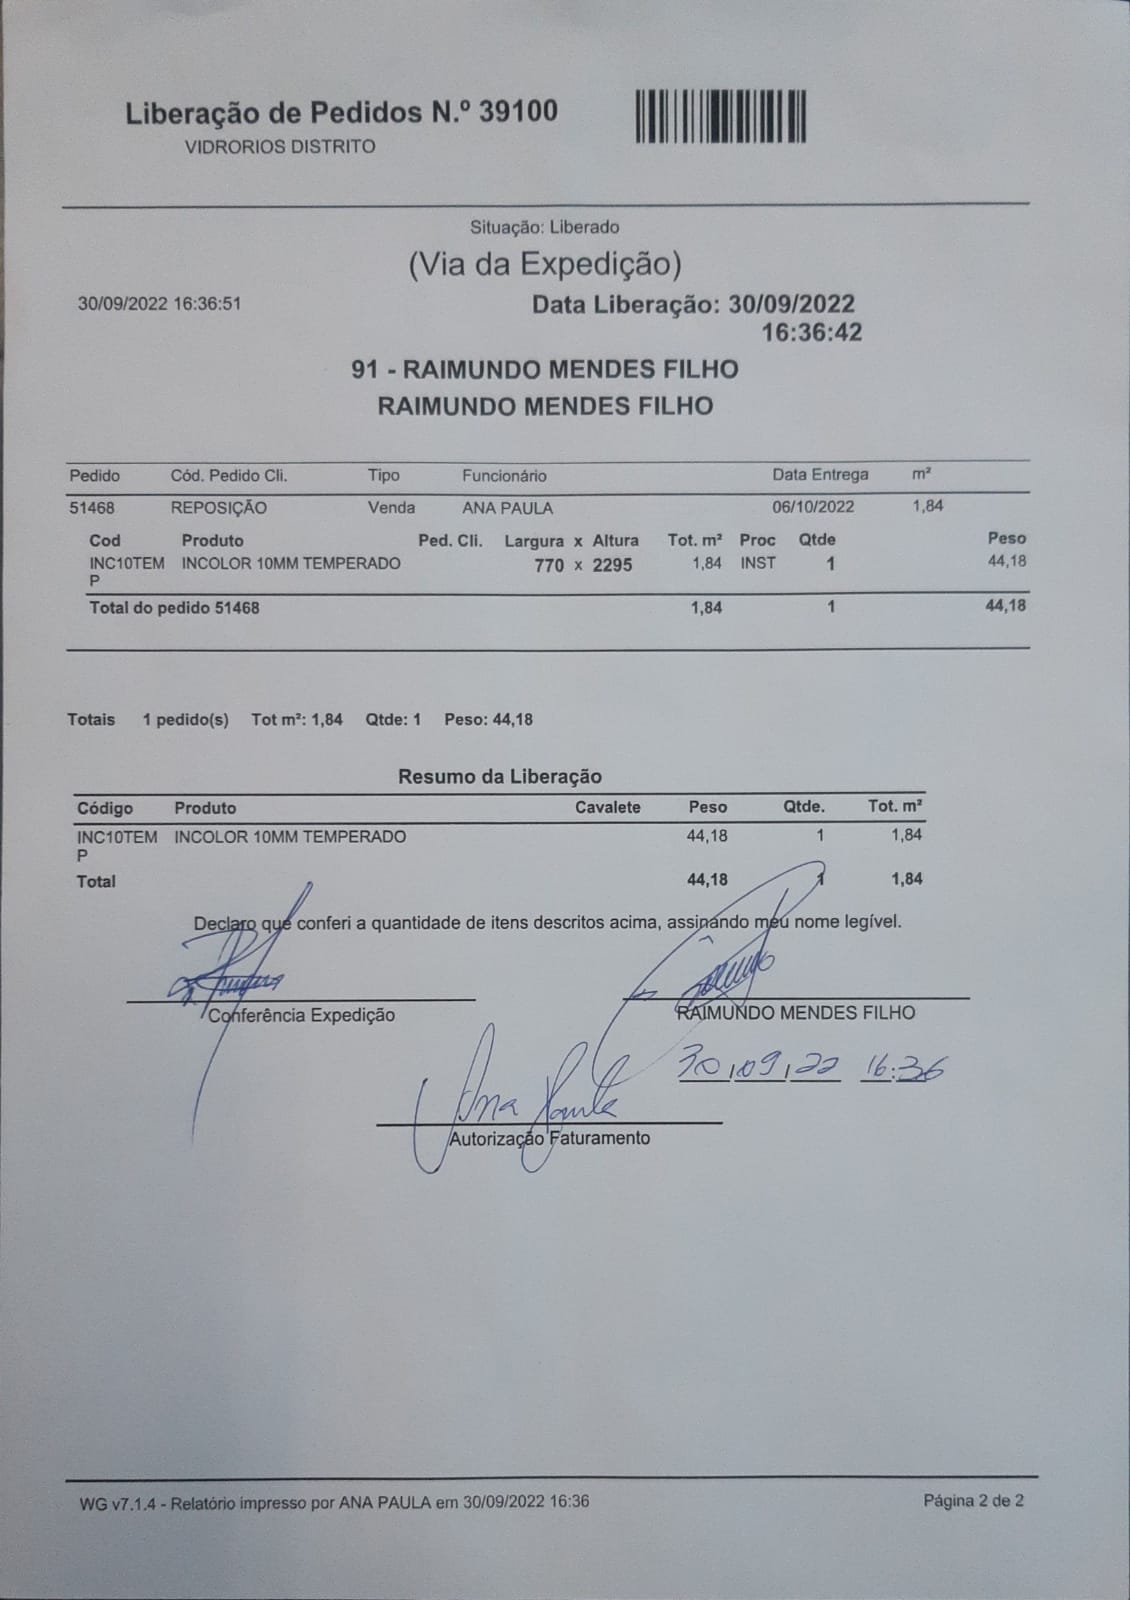 Liberação de Pedidos N.º 39100
VIDRORIOS DISTRITO
Situação: Liberado
(Via da Expedição)
30/09/2022 16:36:51
Data Liberação: 30/09/2022
16:36:42
91 - RAIMUNDO MENDES FILHO
RAIMUNDO MENDES FILHO
Pedido Cód. Pedido Cli. Tipo Funcionário Data Entrega m²
51468 REPOSIÇÃO Venda ANA PAULA 06/10/2022 1,84
Cod Produto Ped. Cli. Largura x Altura Tot. m² Proc Qtde Peso
INC10TEM INCOLOR 10MM TEMPERADO 770 x 2295 1,84 INST 1 44,18
P
Total do pedido 51468 1,84 1 44,18
Totais 1 pedido(s) Tot m²: 1,84 Qtde: 1 Peso: 44,18
Resumo da Liberação
Código Produto Cavalete Peso Qtde. Tot. m²
INC10TEM INCOLOR 10MM TEMPERADO 44,18 1 1,84
P
Total 44,18 1 1,84
Declaro que conferi a quantidade de itens descritos acima, assinando meu nome legível.
Conferência Expedição
RAIMUNDO MENDES FILHO
30,09,22 16:36
Ana Paula
Autorização Faturamento
WG v7.1.4 - Relatório impresso por ANA PAULA em 30/09/2022 16:36
Página 2 de 2